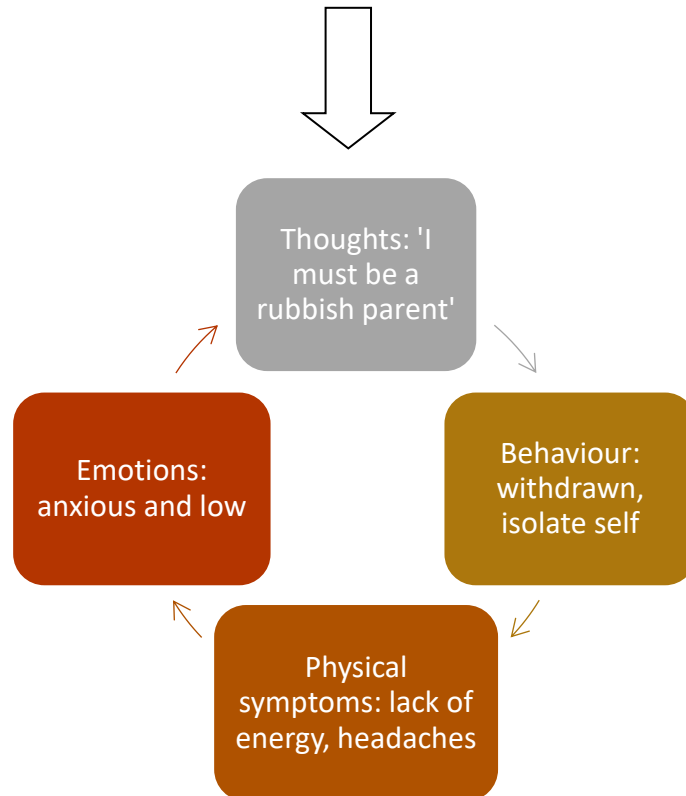 Thoughts: 'I
must be a
rubbish parent'
Behaviour:
withdrawn,
isolate self
Physical
symptoms: lack of
energy, headaches
Emotions:
anxious and low